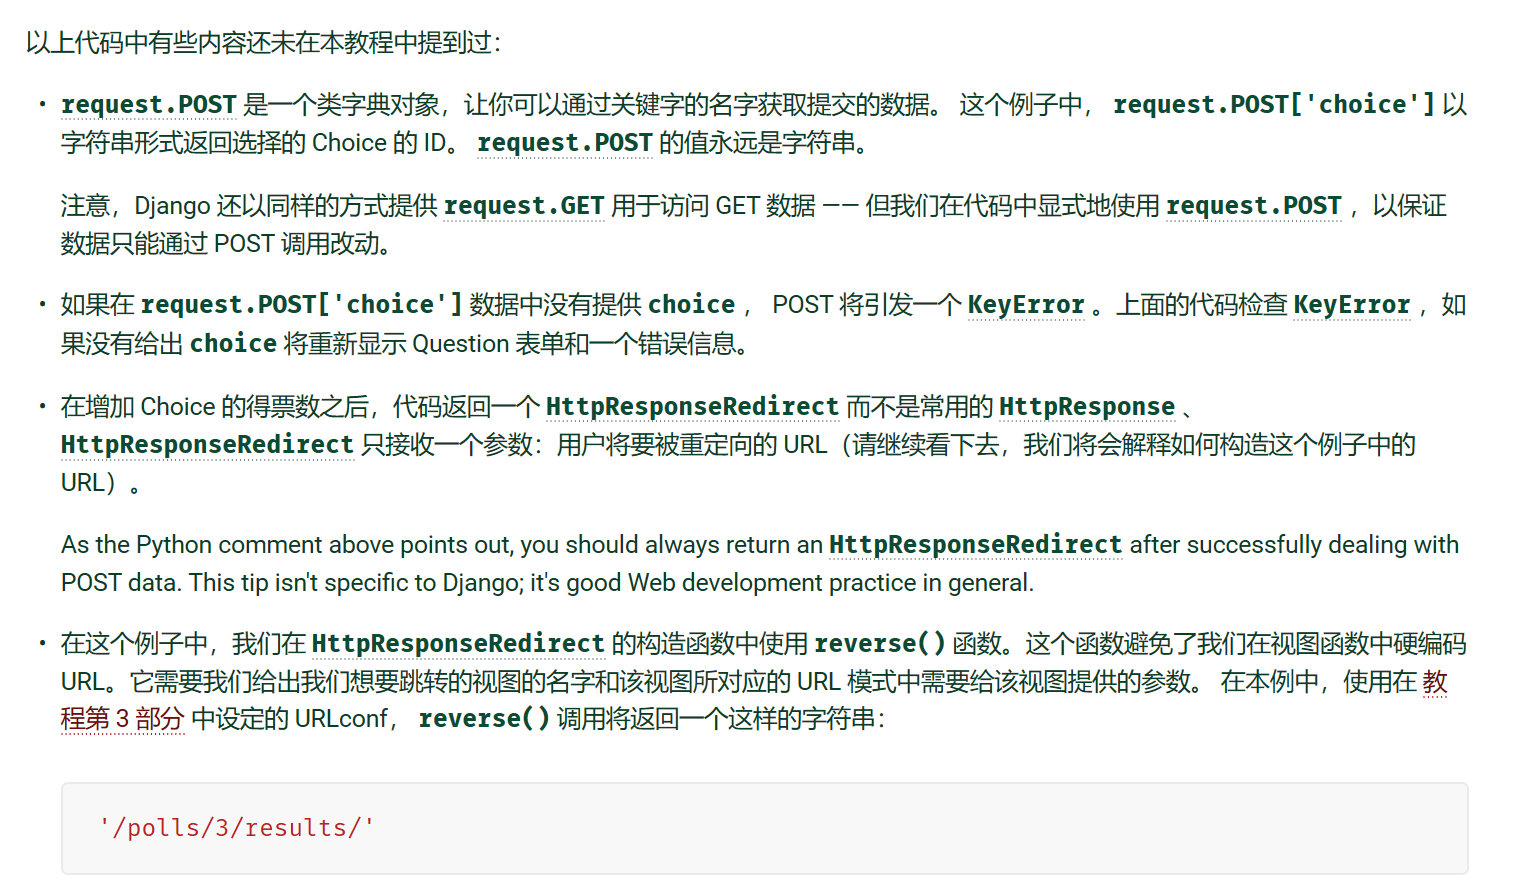 以上代码中有些内容还未在本教程中提到过：
• request.POST 是一个类字典对象，让你可以通过关键字的名字获取提交的数据。 这个例子中， request.POST['choice'] 以
字符串形式返回选择的 Choice 的 ID。 request.POST 的值永远是字符串。
注意，Django 还以同样的方式提供 request.GET 用于访问 GET 数据 —— 但我们在代码中显式地使用 request.POST ，以保证
数据只能通过 POST 调用改动。
• 如果在 request.POST['choice'] 数据中没有提供 choice ， POST 将引发一个 KeyError 。上面的代码检查 KeyError ，如
果没有给出 choice 将重新显示 Question 表单和一个错误信息。
• 在增加 Choice 的得票数之后，代码返回一个 HttpResponseRedirect 而不是常用的 HttpResponse 、
HttpResponseRedirect 只接收一个参数：用户将要被重定向的 URL（请继续看下去，我们将会解释如何构造这个例子中的
URL）。
As the Python comment above points out, you should always return an HttpResponseRedirect after successfully dealing with
POST data. This tip isn't specific to Django; it's good Web development practice in general.
• 在这个例子中，我们在 HttpResponseRedirect 的构造函数中使用 reverse() 函数。这个函数避免了我们在视图函数中硬编码
URL。它需要我们给出我们想要跳转的视图的名字和该视图所对应的 URL 模式中需要给该视图提供的参数。 在本例中，使用在 教
程第 3 部分 中设定的 URLconf， reverse() 调用将返回一个这样的字符串：
'/polls/3/results/'